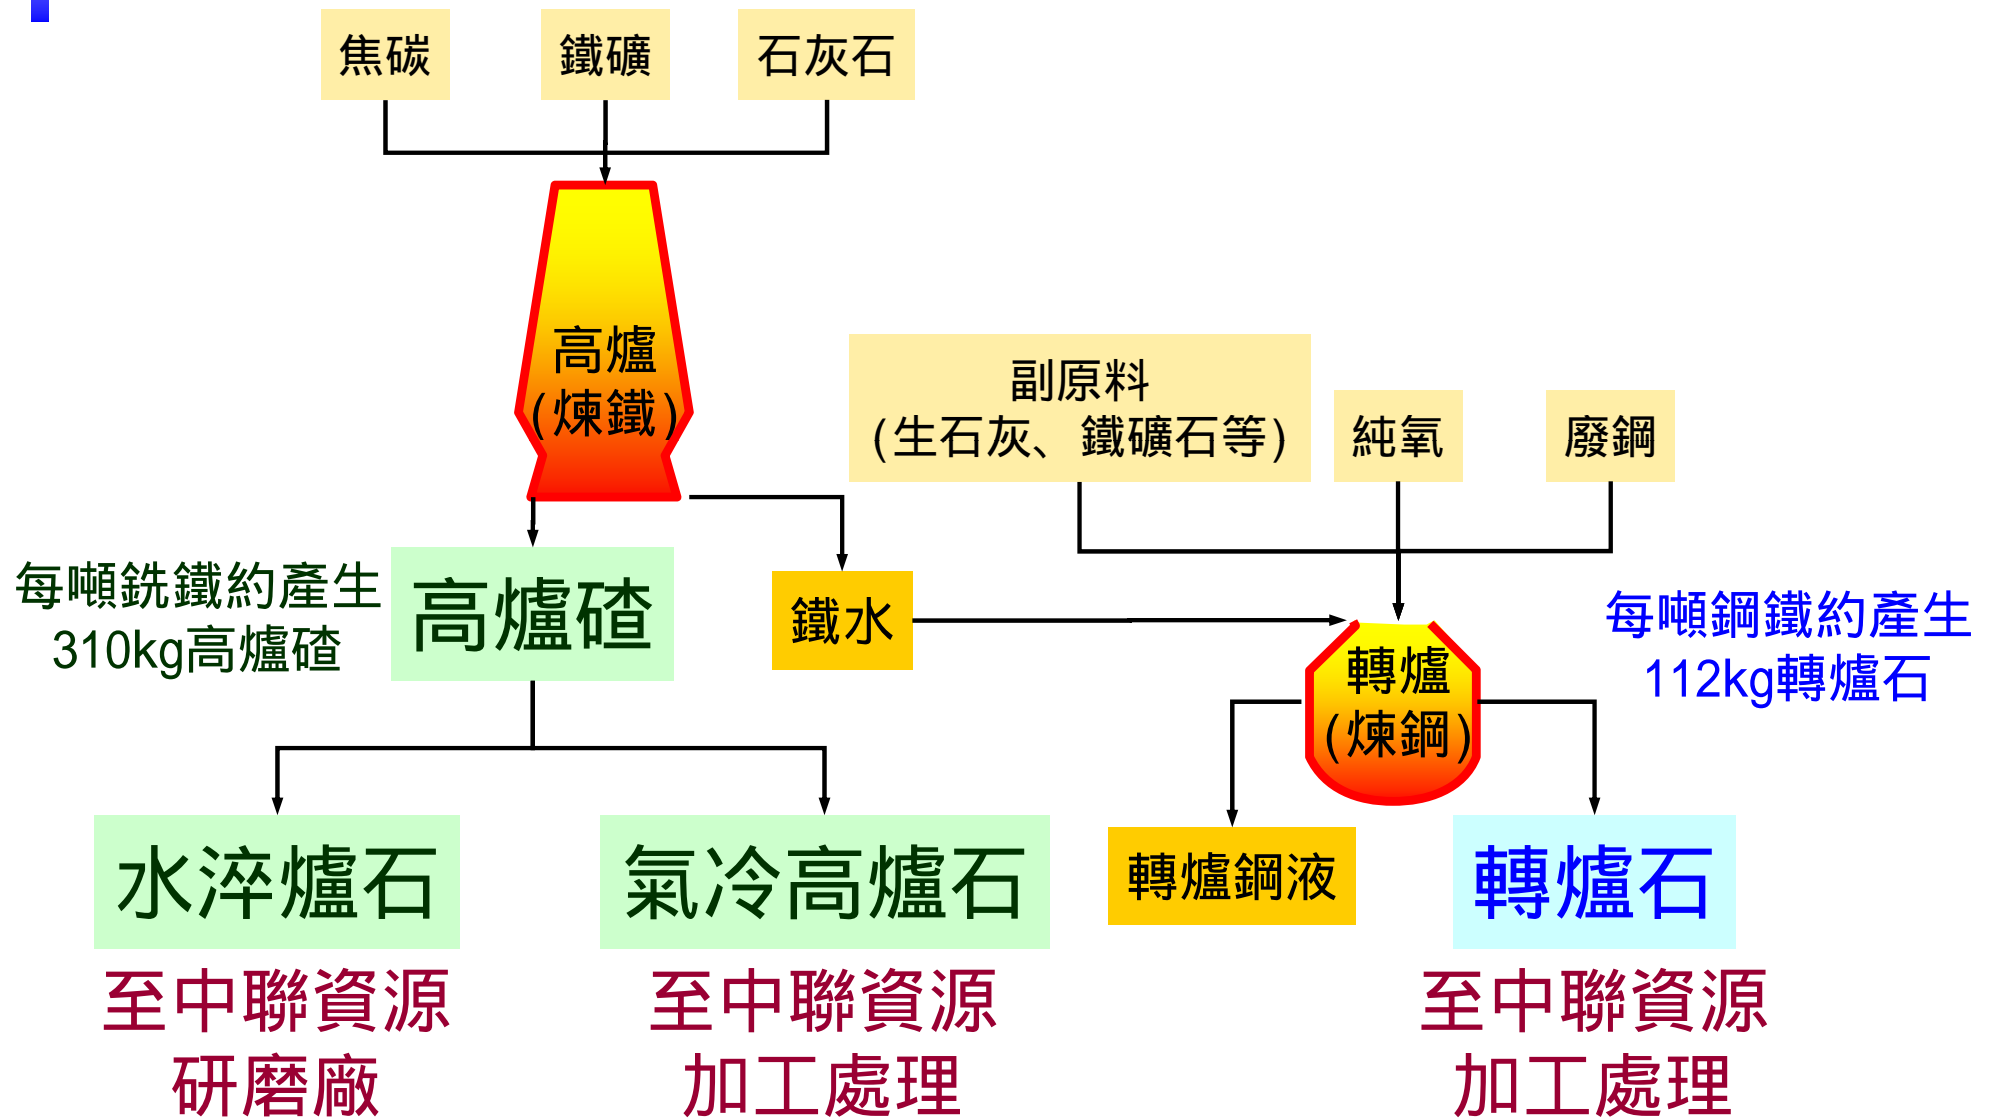 焦碳
鐵礦
石灰石
高爐
(煉鐵)
副原料
(生石灰、鐵礦石等)
純氧
廢鋼
每噸銑鐵約產生
310kg高爐碴
高爐碴
鐵水
每噸鋼鐵約產生
112kg轉爐石
轉爐
(煉鋼)
水淬爐石
氣冷高爐石
轉爐鋼液
轉爐石
至中聯資源
研磨廠
至中聯資源
加工處理
至中聯資源
加工處理